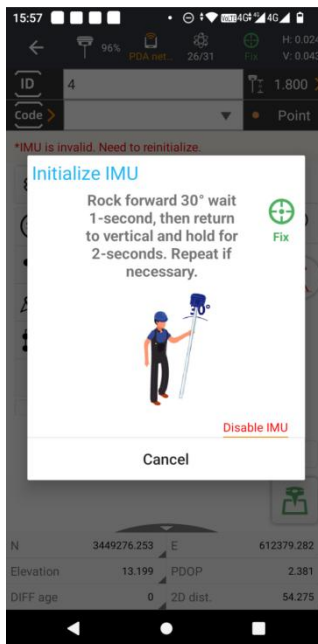 15:57
4G 4G
96%
PDA net...
26/31
Fix
H: 0.024
V: 0.043
ID
4
1.800
Code
Point
*IMU is invalid. Need to reinitialize.
Initialize IMU
Rock forward 30° wait
1-second, then return
to vertical and hold for
2-seconds. Repeat if
necessary.
Fix
30°
Disable IMU
Cancel
N 3449276.253 E 612379.282
Elevation 13.199 PDOP 2.381
DIFF age 0 2D dist. 54.275